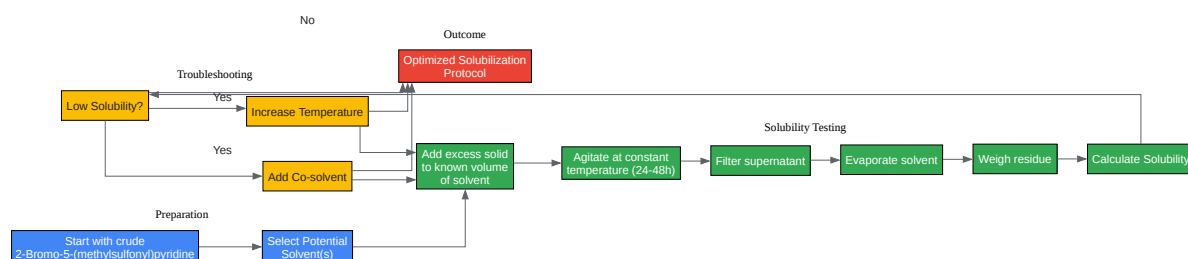 No
Outcome
Optimized Solubilization
Protocol
Troubleshooting
Low Solubility?
Yes
Increase Temperature
Yes
Add Co-solvent
Solubility Testing
Add excess solid
to known volume
of solvent
Agitate at constant
temperature (24-48h)
Filter supernatant
Evaporate solvent
Weigh residue
Calculate Solubility
Preparation
Start with crude
2-Bromo-5-(methylsulfonyl)pyridine
Select Potential
Solvent(s)